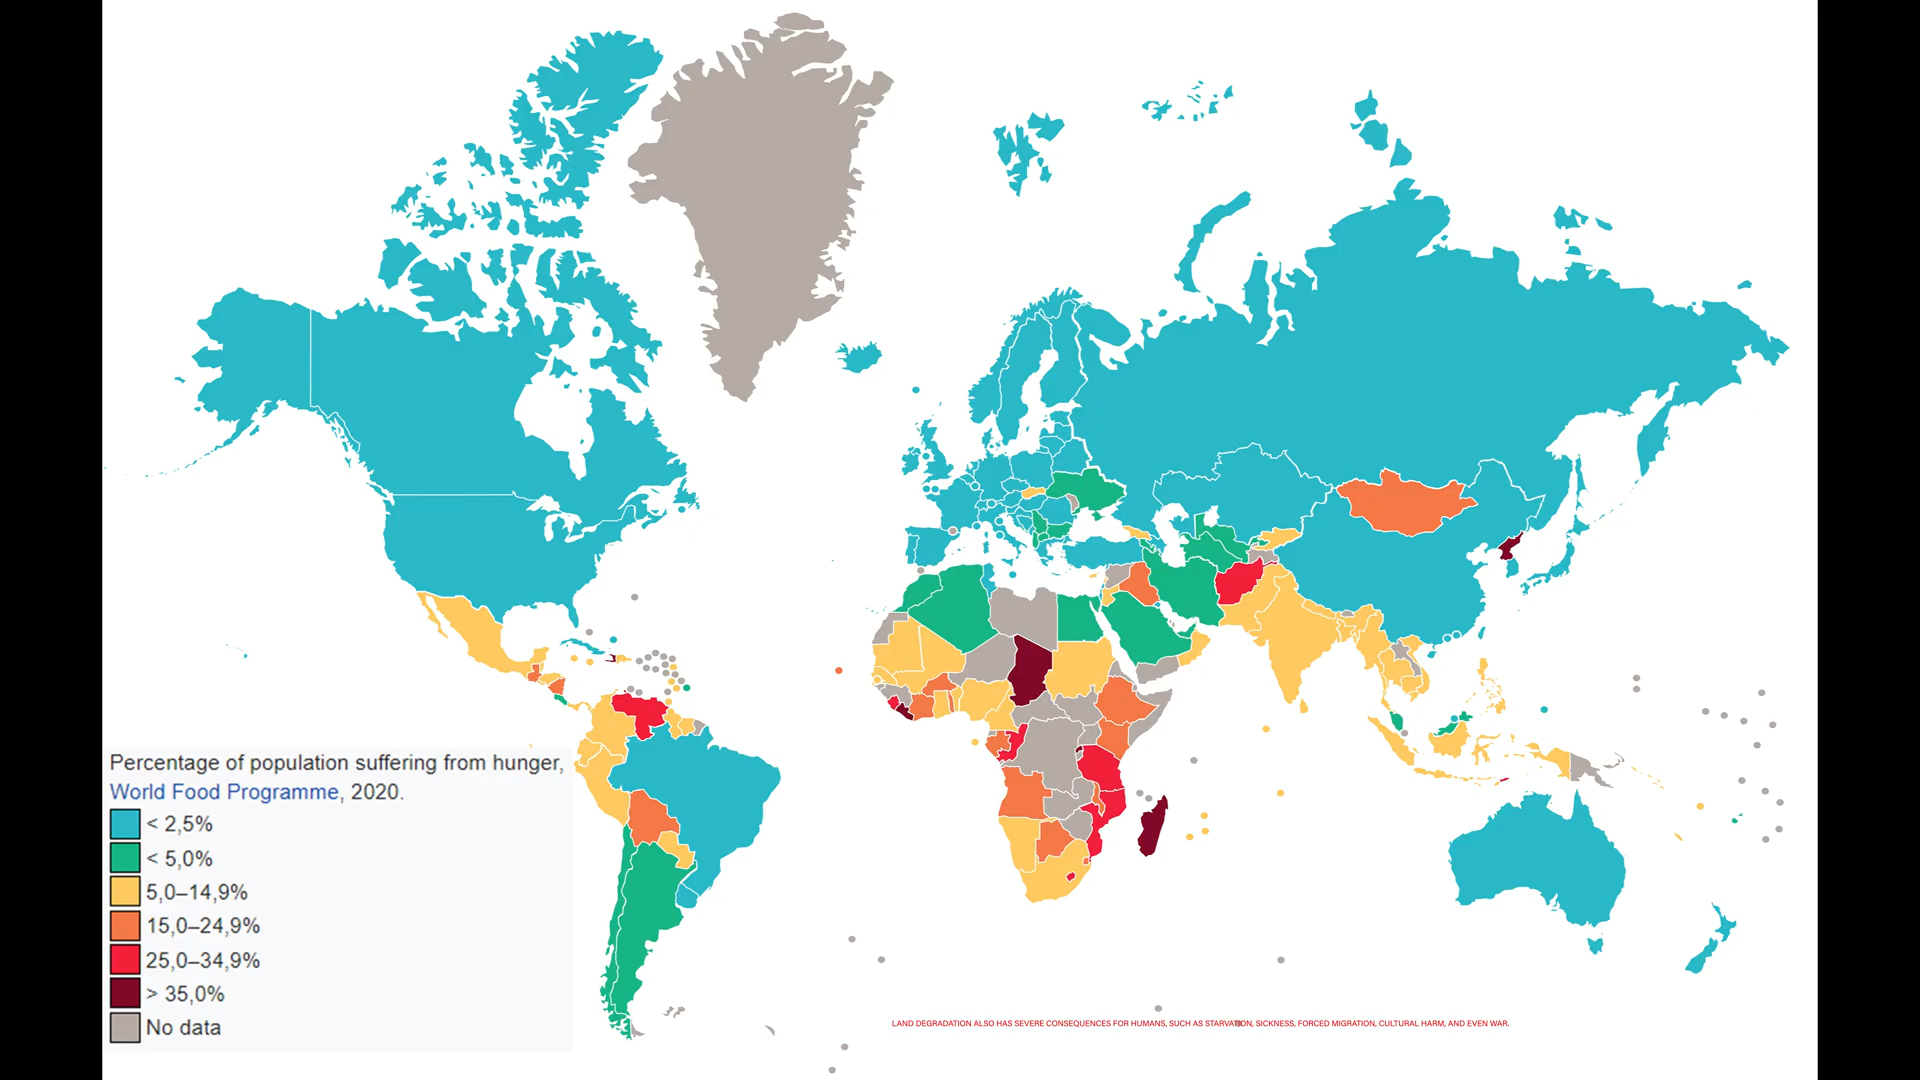 Percentage of population suffering from hunger,
World Food Programme, 2020.
< 2,5%
< 5,0%
5,0–14,9%
15,0–24,9%
25,0–34,9%
> 35,0%
No data
LAND DEGRADATION ALSO HAS SEVERE CONSEQUENCES FOR HUMANS, SUCH AS STARVATION, SICKNESS, FORCED MIGRATION, CULTURAL HARM, AND EVEN WAR.